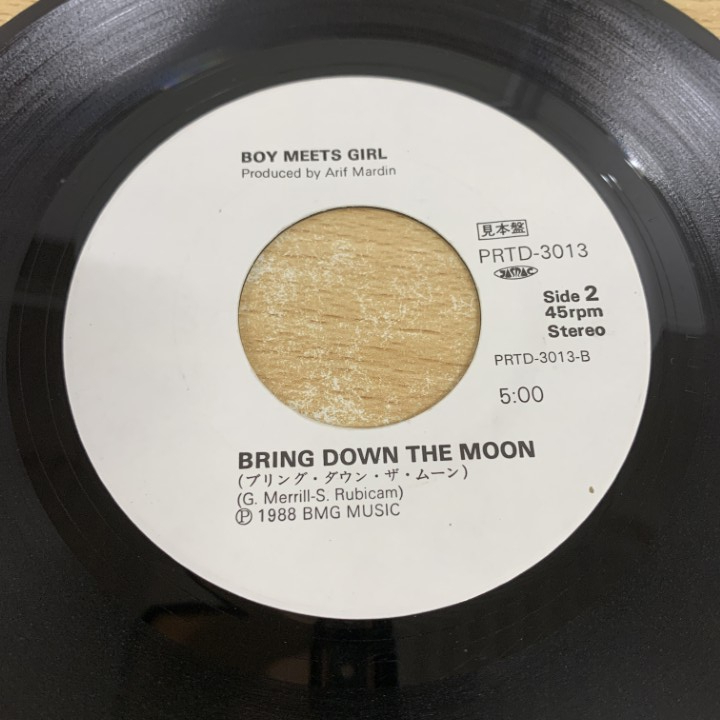 BOY MEETS GIRL
Produced by Arif Mardin
見本盤
PRTD-3013
JASRAC
Side 2
45rpm
Stereo
PRTD-3013-B
5:00
BRING DOWN THE MOON
(ブリング・ダウン・ザ・ムーン)
(G. Merrill-S. Rubicam)
Ⓟ 1988 BMG MUSIC